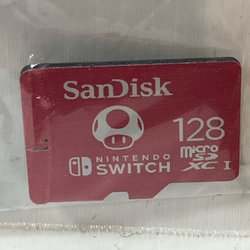 SanDisk
128
NINTENDO
SWITCH
micro
SD
XC I